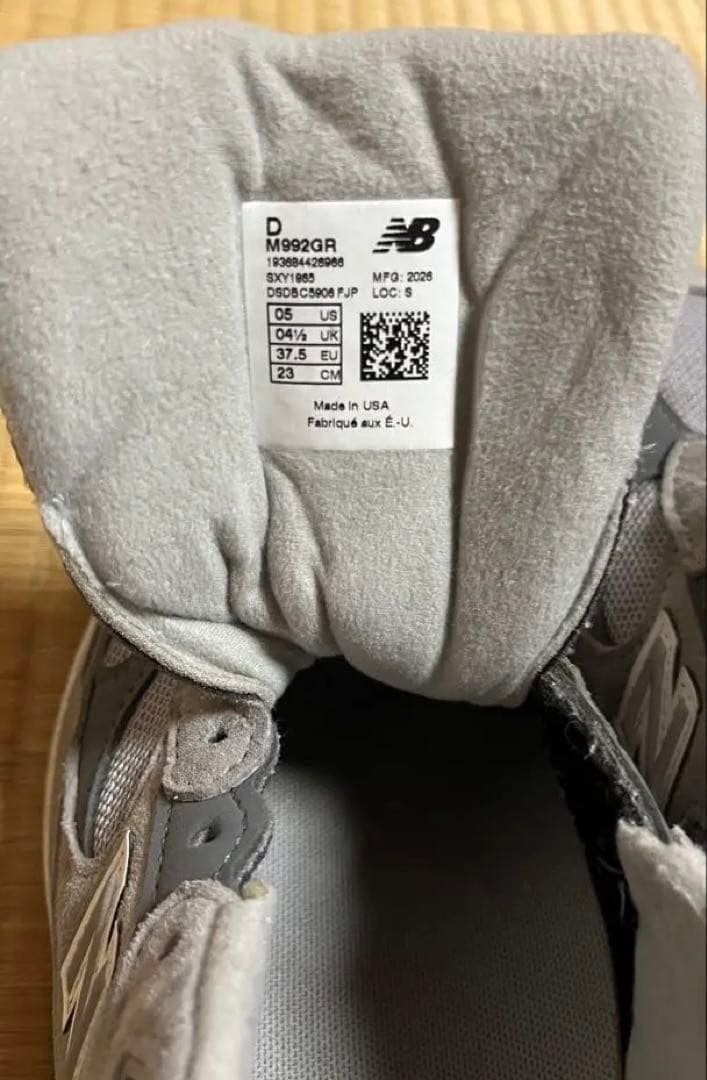 D
M992GR
NB
193684426966
SXY1965 MFG: 2026
DSDBC5906 FJP LOC: S
05 US
04½ UK
37.5 EU
23 CM
Made in USA
Fabriqué aux É.-U.
N
N